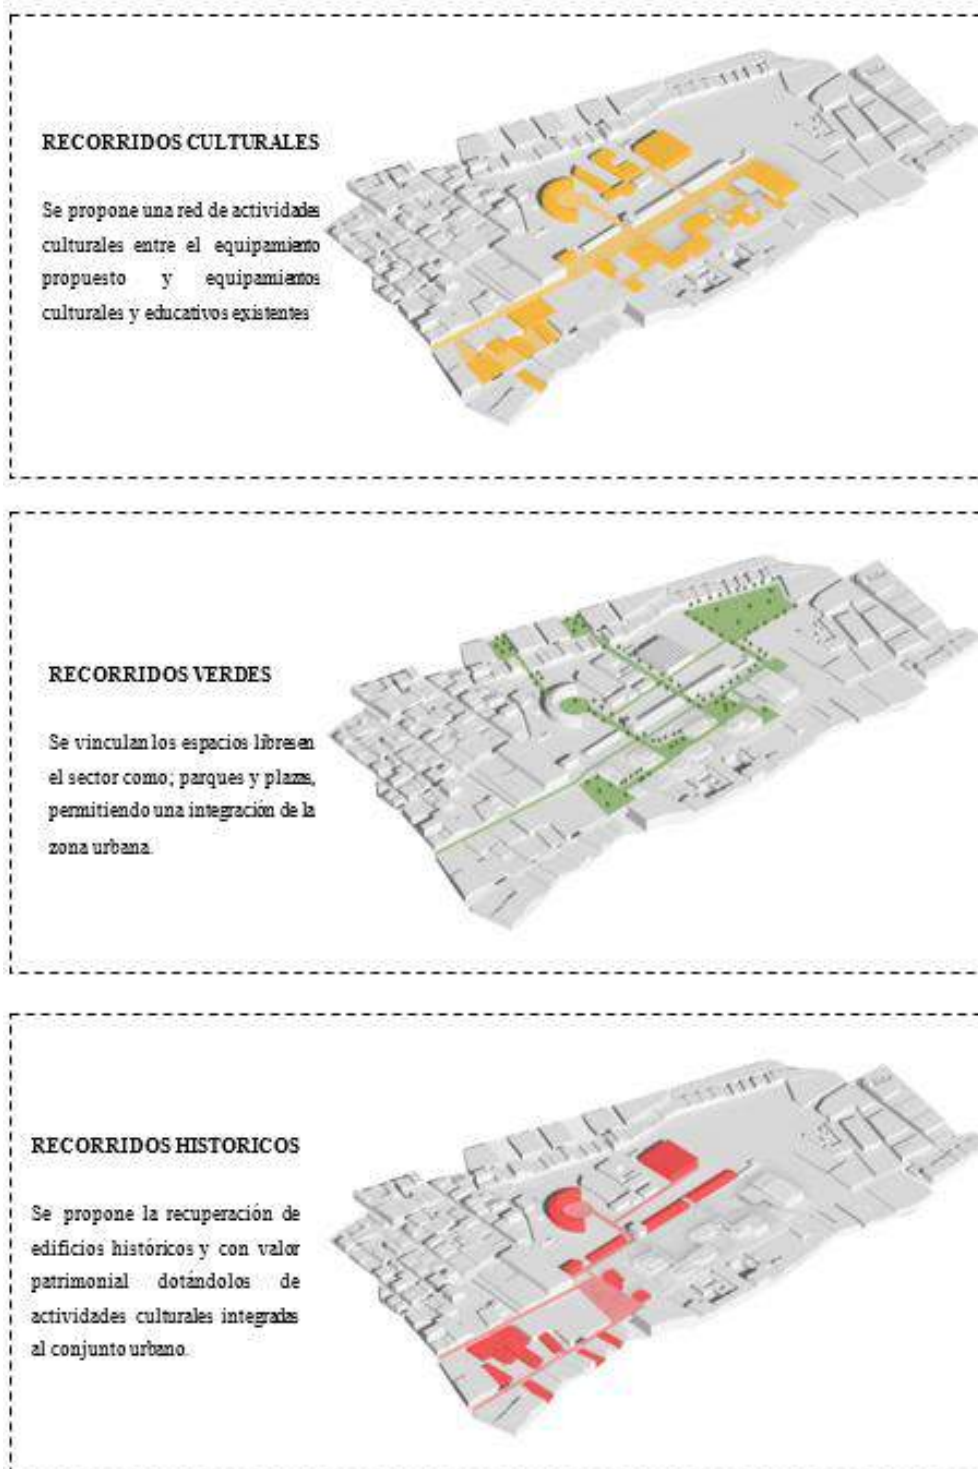 RECORRIDOS CULTURALES
Se propone una red de actividades
culturales entre el equipamiento
propuesto y equipamientos
culturales y educativos existentes
RECORRIDOS VERDES
Se vinculan los espacios libres en
el sector como; parques y plazas,
permitiendo una integración de la
zona urbana.
RECORRIDOS HISTORICOS
Se propone la recuperación de
edificios históricos y con valor
patrimonial dotándolos de
actividades culturales integradas
al conjunto urbano.